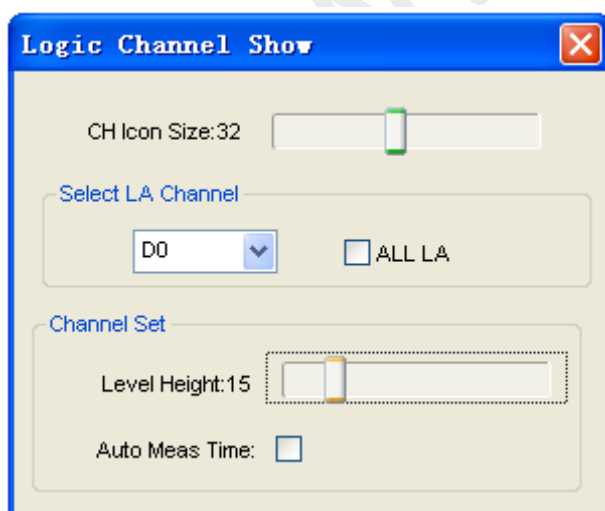 Logic Channel Show
CH Icon Size:32
Select LA Channel
D0 ALL LA
Channel Set
Level Height:15
Auto Meas Time: